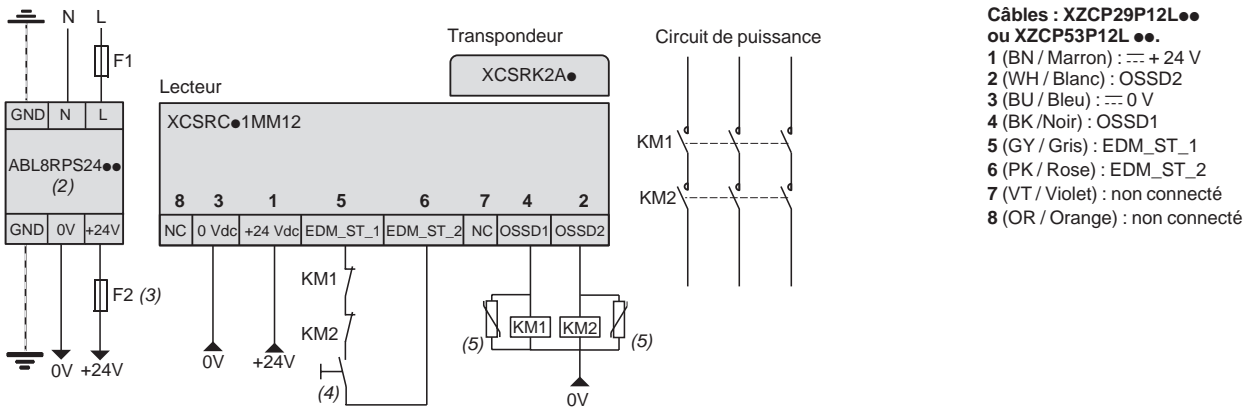 N L
F1
GND N L
ABL8RPS24●●
(2)
GND 0V +24V
F2 (3)
0V +24V
Lecteur
Transpondeur
XCSRK2A●
XCSRC●1MM12
8 3 1 5 6 7 4 2
NC 0 Vdc +24 Vdc EDM_ST_1 EDM_ST_2 NC OSSD1 OSSD2
KM1
KM2
(4)
0V +24V
(5) KM1 KM2 (5)
0V
Circuit de puissance
KM1
KM2
Câbles : XZCP29P12L●●
ou XZCP53P12L ●●.
1 (BN / Marron) : ⎓ + 24 V
2 (WH / Blanc) : OSSD2
3 (BU / Bleu) : ⎓ 0 V
4 (BK /Noir) : OSSD1
5 (GY / Gris) : EDM_ST_1
6 (PK / Rose) : EDM_ST_2
7 (VT / Violet) : non connecté
8 (OR / Orange) : non connecté